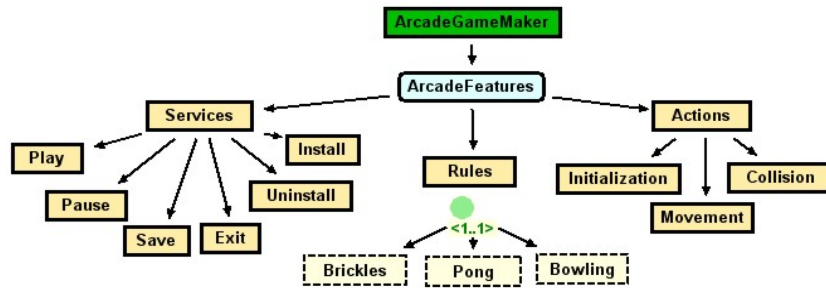 ArcadeGameMaker
ArcadeFeatures
Services
Actions
Play
Install
Rules
Initialization
Collision
Pause
Uninstall
Save
Exit
Movement
<1..1>
Brickles
Pong
Bowling